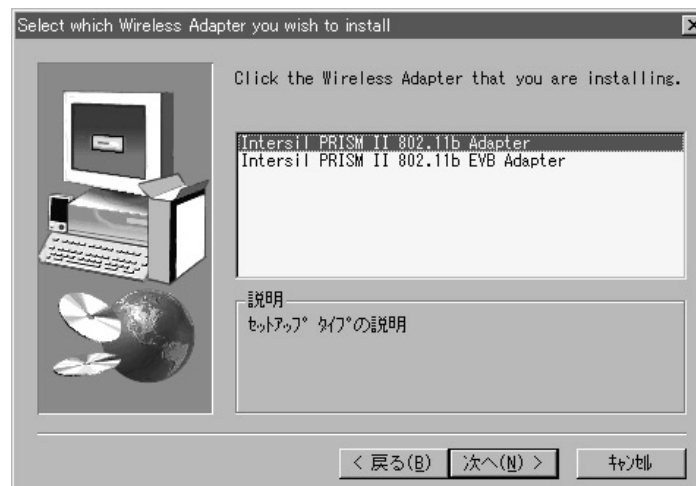 Select which Wireless Adapter you wish to install
Click the Wireless Adapter that you are installing.
Intersil PRISM II 802.11b Adapter
Intersil PRISM II 802.11b EVB Adapter
説明
ｾｯﾄｱｯﾌﾟ ﾀｲﾌﾟの説明
< 戻る(B) 次へ(N) > ｷｬﾝｾﾙ